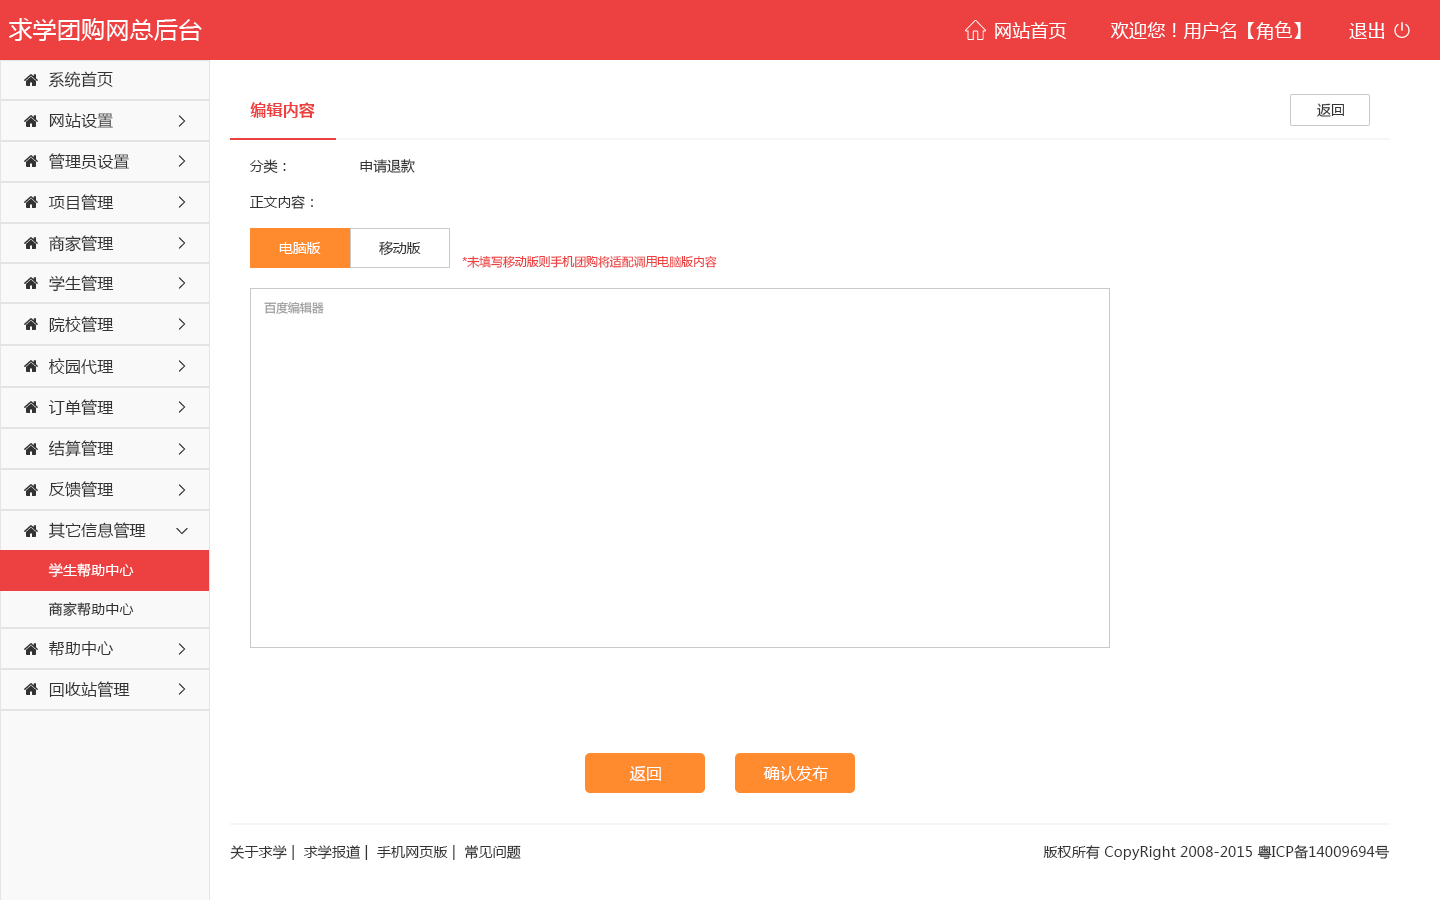 求学团购网总后台
网站首页
欢迎您！用户名【角色】
退出
系统首页
网站设置
管理员设置
项目管理
商家管理
学生管理
院校管理
校园代理
订单管理
结算管理
反馈管理
其它信息管理
学生帮助中心
商家帮助中心
帮助中心
回收站管理
编辑内容
返回
分类：
申请退款
正文内容：
电脑版
移动版
*未填写移动版则手机团购将适配调用电脑版内容
百度编辑器
返回
确认发布
关于求学 | 求学报道 | 手机网页版 | 常见问题
版权所有 CopyRight 2008-2015 粤ICP备14009694号